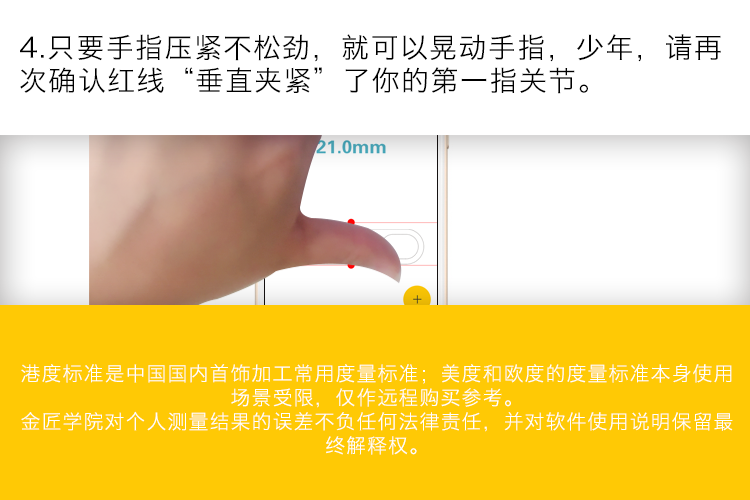 4.只要手指压紧不松劲，就可以晃动手指，少年，请再
次确认红线“垂直夹紧”了你的第一指关节。
21.0mm
+
港度标准是中国国内首饰加工常用度量标准；美度和欧度的度量标准本身使用
场景受限，仅作远程购买参考。
金匠学院对个人测量结果的误差不负任何法律责任，并对软件使用说明保留最
终解释权。